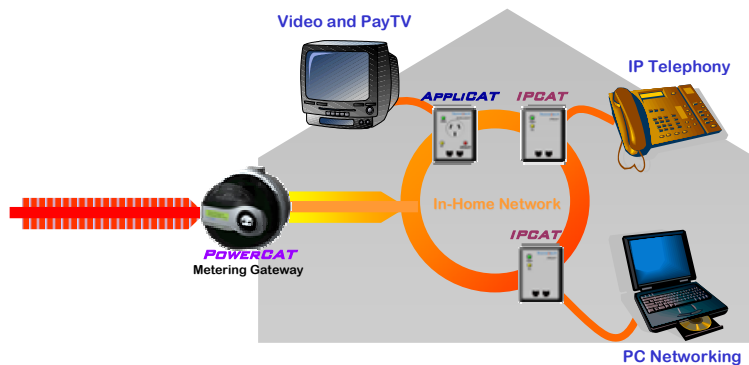 Video and PayTV
IP Telephony
APPLICAT
IPCAT
In-Home Network
IPCAT
POWERCAT
Metering Gateway
PC Networking